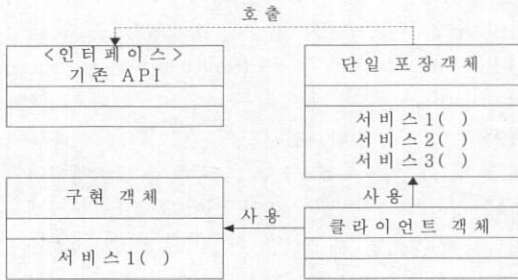 호출
<인터페이스>
기존 API
단일 포장객체
서비스1( )
서비스2( )
서비스3( )
구현 객체
서비스1( )
사용
사용
클라이언트 객체